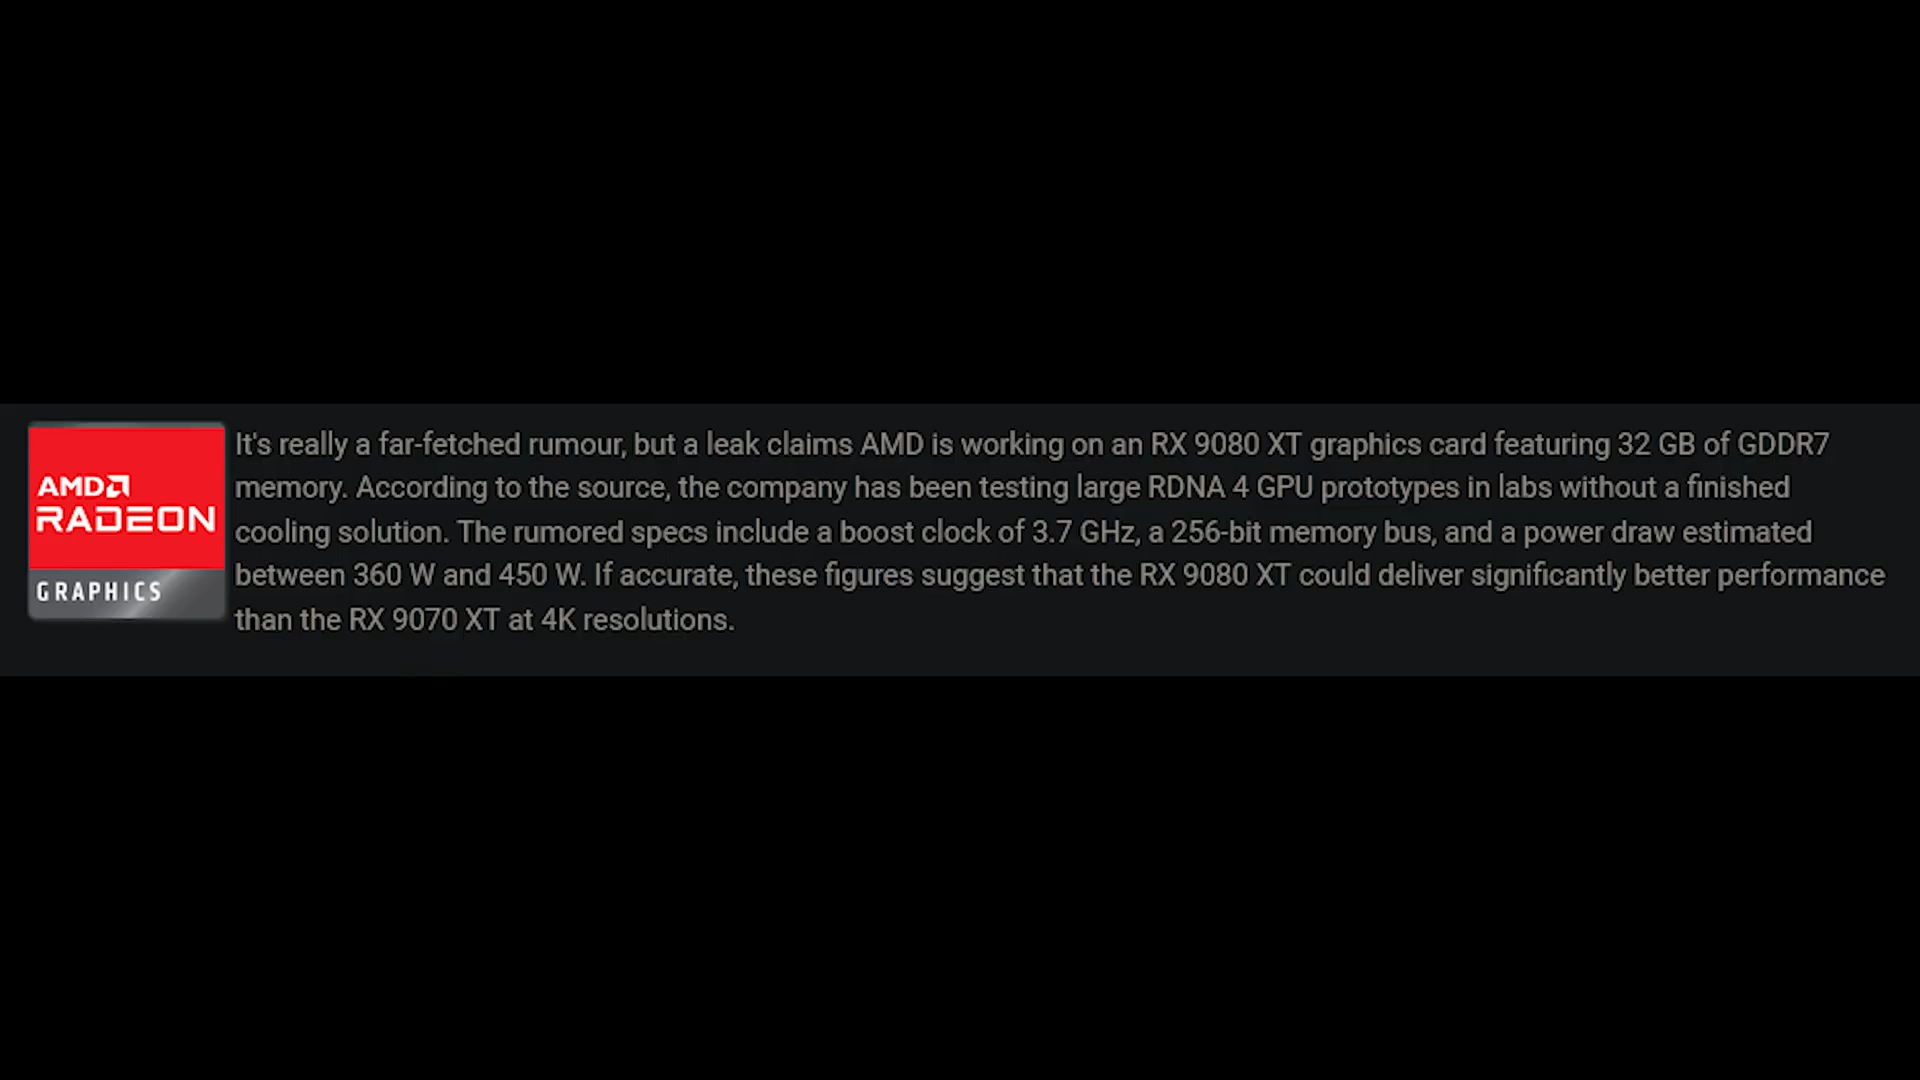 AMD
RADEON
GRAPHICS
It's really a far-fetched rumour, but a leak claims AMD is working on an RX 9080 XT graphics card featuring 32 GB of GDDR7
memory. According to the source, the company has been testing large RDNA 4 GPU prototypes in labs without a finished
cooling solution. The rumored specs include a boost clock of 3.7 GHz, a 256-bit memory bus, and a power draw estimated
between 360 W and 450 W. If accurate, these figures suggest that the RX 9080 XT could deliver significantly better performance
than the RX 9070 XT at 4K resolutions.